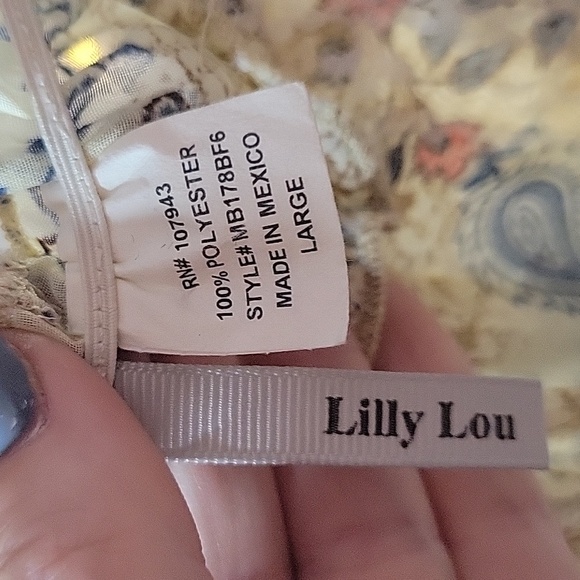 RN# 107943
100% POLYESTER
STYLE# MB178BF6
MADE IN MEXICO
LARGE
Lilly Lou